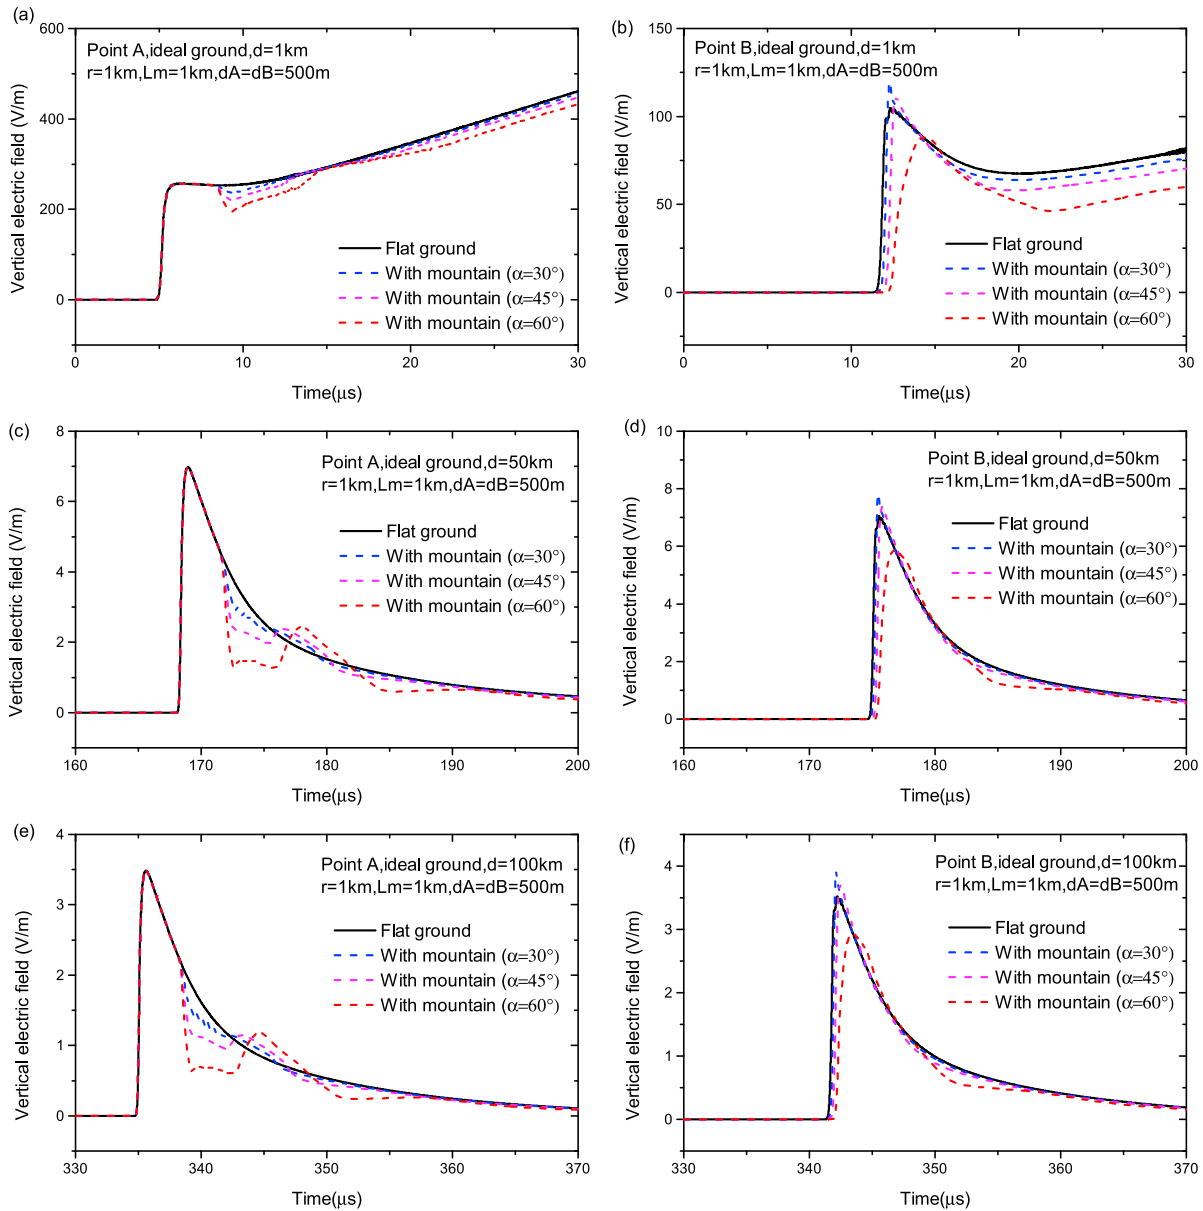 (a)
600
400
200
0
Vertical electric field (V/m)
Point A,ideal ground,d=1km
r=1km,Lm=1km,dA=dB=500m
Flat ground
With mountain (α=30°)
With mountain (α=45°)
With mountain (α=60°)
0 10 20 30
Time(μs)
(b)
150
100
50
0
Vertical electric field (V/m)
Point B,ideal ground,d=1km
r=1km,Lm=1km,dA=dB=500m
Flat ground
With mountain (α=30°)
With mountain (α=45°)
With mountain (α=60°)
0 10 20 30
Time(μs)
(c)
8
6
4
2
0
Vertical electric field (V/m)
Point A,ideal ground,d=50km
r=1km,Lm=1km,dA=dB=500m
Flat ground
With mountain (α=30°)
With mountain (α=45°)
With mountain (α=60°)
160 170 180 190 200
Time(μs)
(d)
10
8
6
4
2
0
Vertical electric field (V/m)
Point B,ideal ground,d=50km
r=1km,Lm=1km,dA=dB=500m
Flat ground
With mountain (α=30°)
With mountain (α=45°)
With mountain (α=60°)
160 170 180 190 200
Time(μs)
(e)
4
3
2
1
0
Vertical electric field (V/m)
Point A,ideal ground,d=100km
r=1km,Lm=1km,dA=dB=500m
Flat ground
With mountain (α=30°)
With mountain (α=45°)
With mountain (α=60°)
330 340 350 360 370
Time(μs)
(f)
4
3
2
1
0
Vertical electric field (V/m)
Point B,ideal ground,d=100km
r=1km,Lm=1km,dA=dB=500m
Flat ground
With mountain (α=30°)
With mountain (α=45°)
With mountain (α=60°)
330 340 350 360 370
Time(μs)